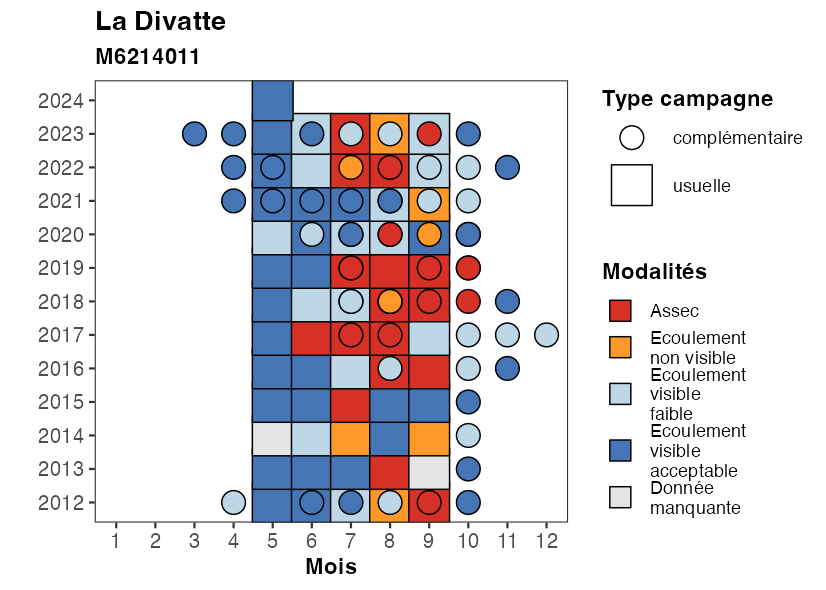 La Divatte
M6214011
2024
2023
2022
2021
2020
2019
2018
2017
2016
2015
2014
2013
2012
1 2 3 4 5 6 7 8 9 10 11 12
Mois
Type campagne
complémentaire
usuelle
Modalités
Assec
Ecoulement
non visible
Ecoulement
visible
faible
Ecoulement
visible
acceptable
Donnée
manquante